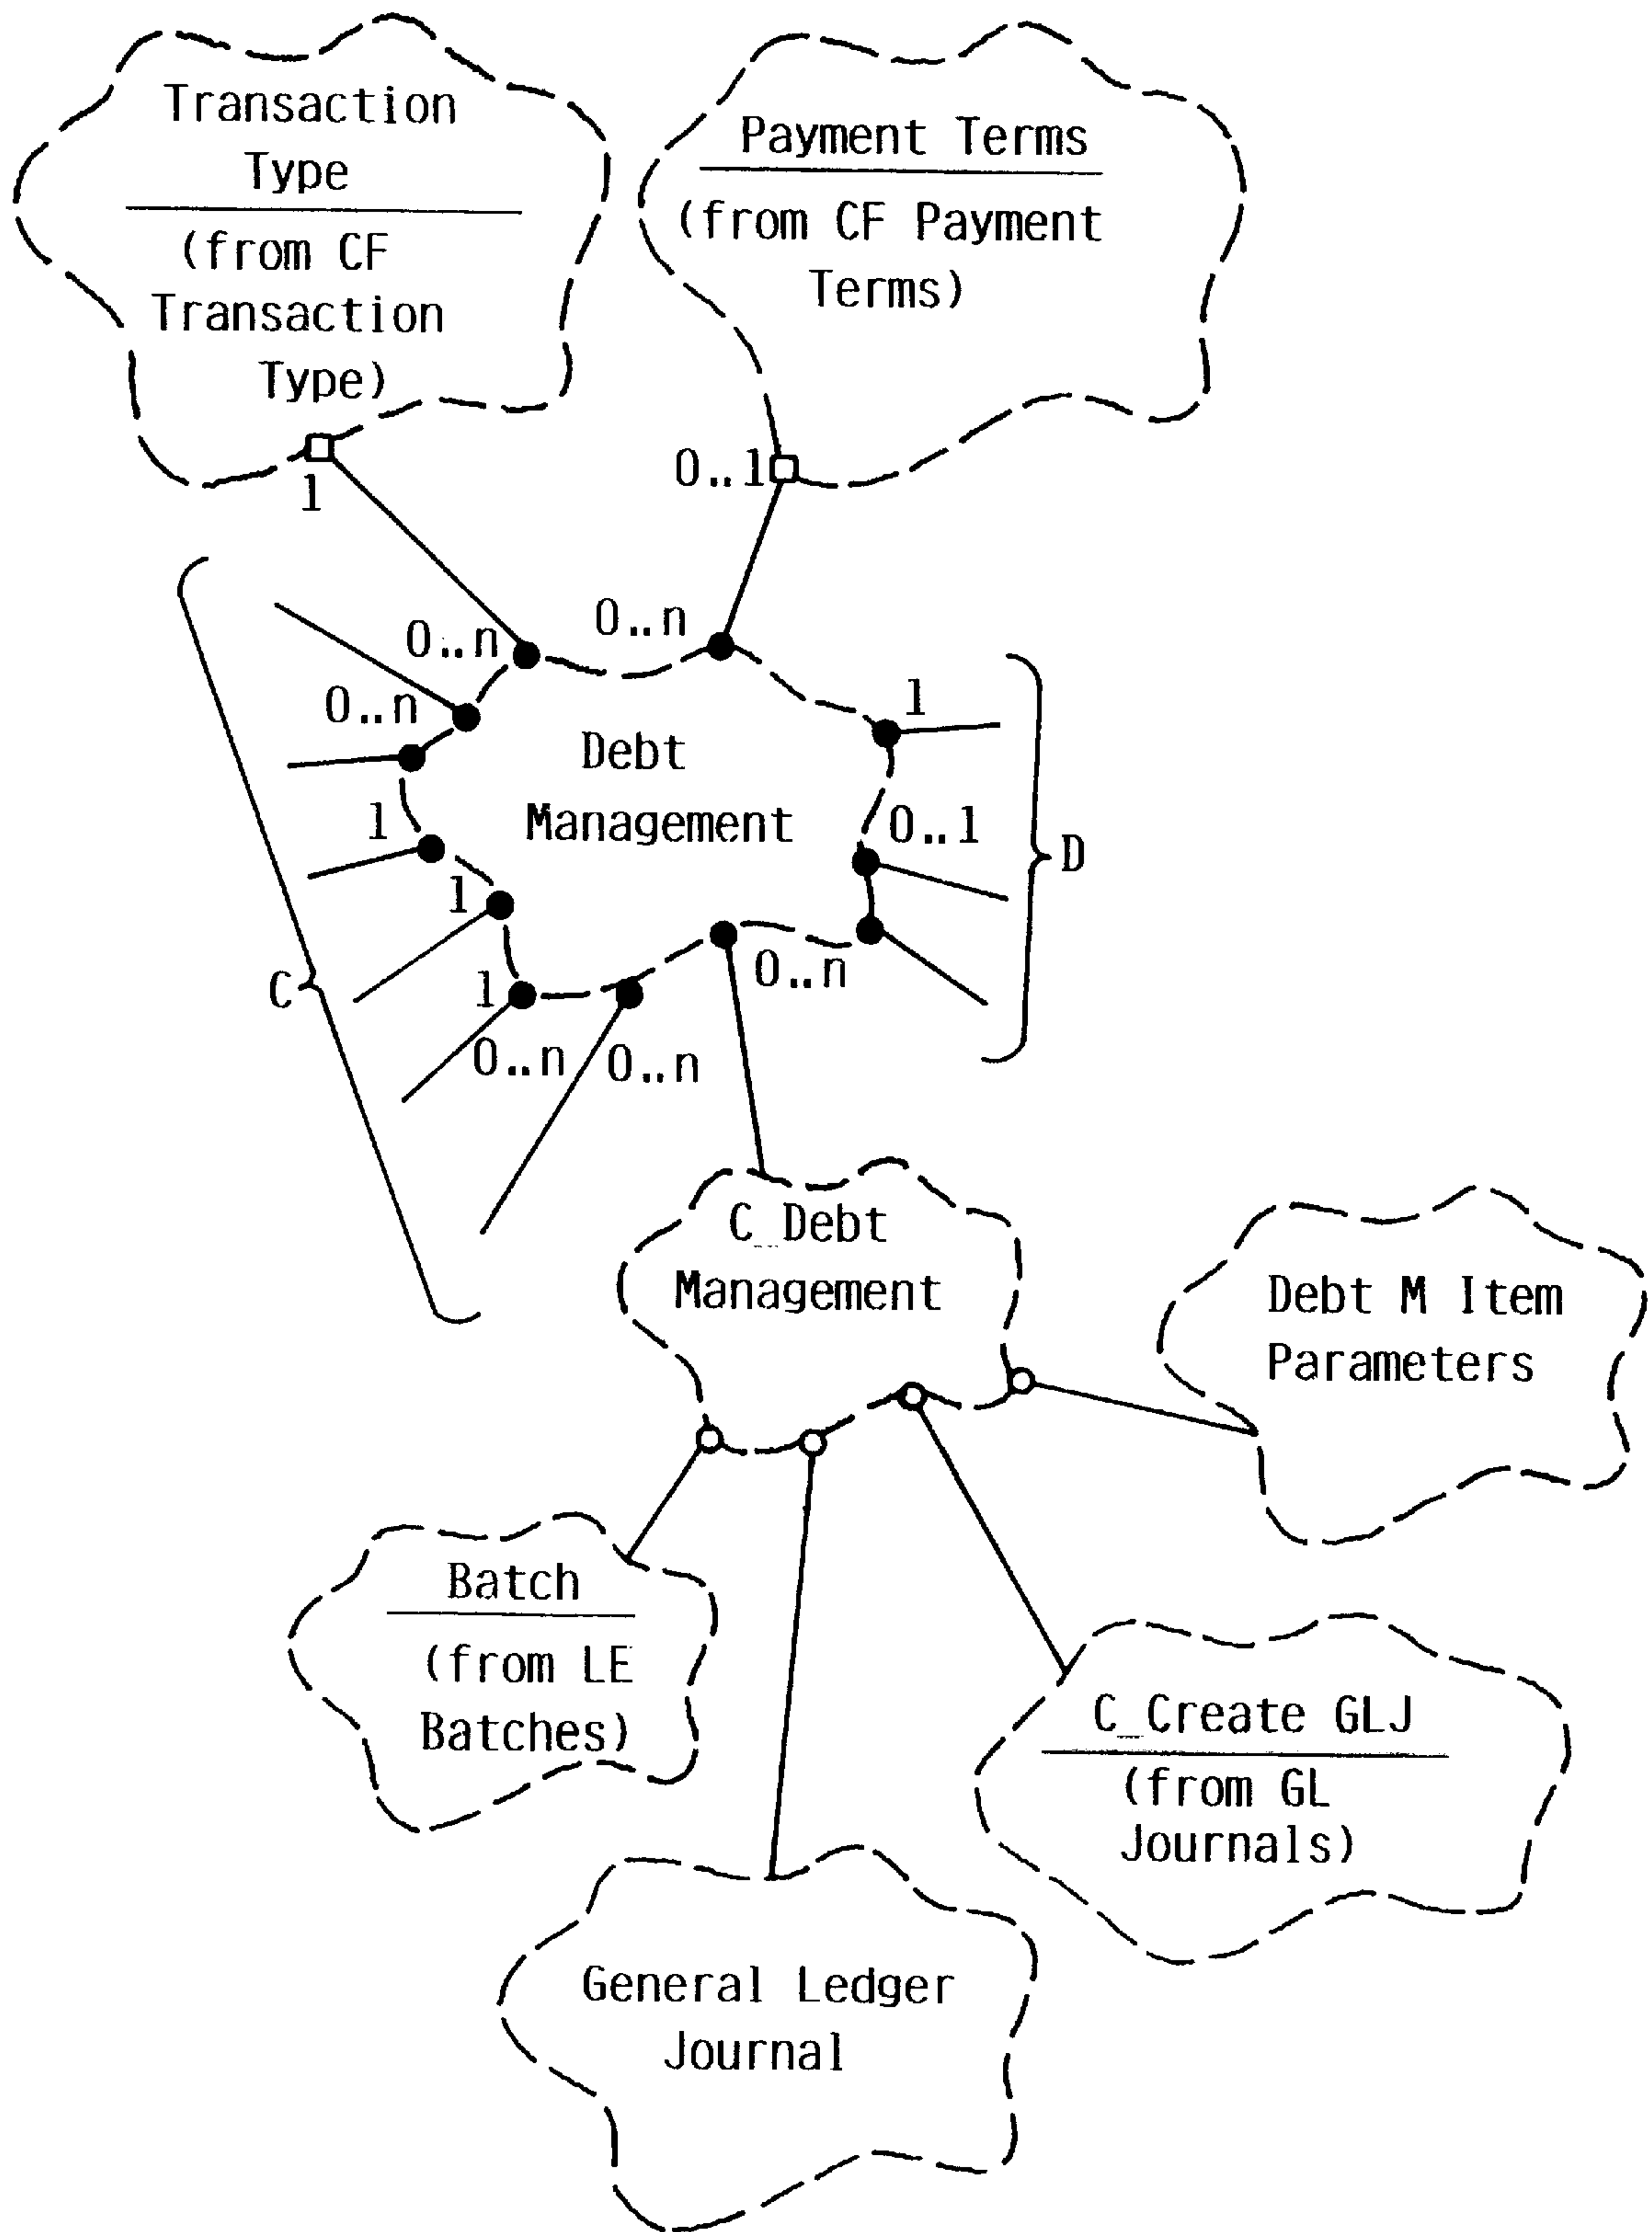 Transaction
Type
(from CF
Transaction
Type)
Payment Terms
(from CF Payment
Terms)
1
0..1
0..n
0..n
0..n
1
Debt
Management
1
0..1
D
1
C
1
0..n
0..n
0..n
C_Debt
Management
Debt M Item
Parameters
Batch
(from LE
Batches)
C_Create GLJ
(from GL
Journals)
General Ledger
Journal